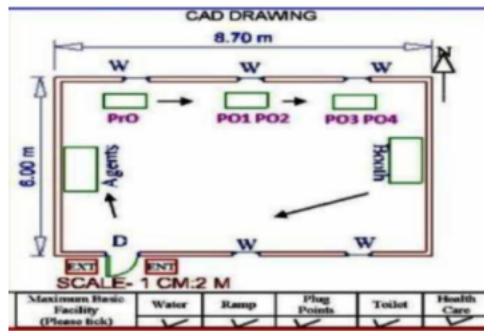 CAD DRAWING
8.70 m
N
W W W
PrO PO1 PO2 PO3 PO4
6.00 m
Agents
Booth
D W W
EXT ENT
SCALE- 1 CM:2 M
Maximum Basic Facility (Please tick) Water Ramp Plug Points Toilet Health Care